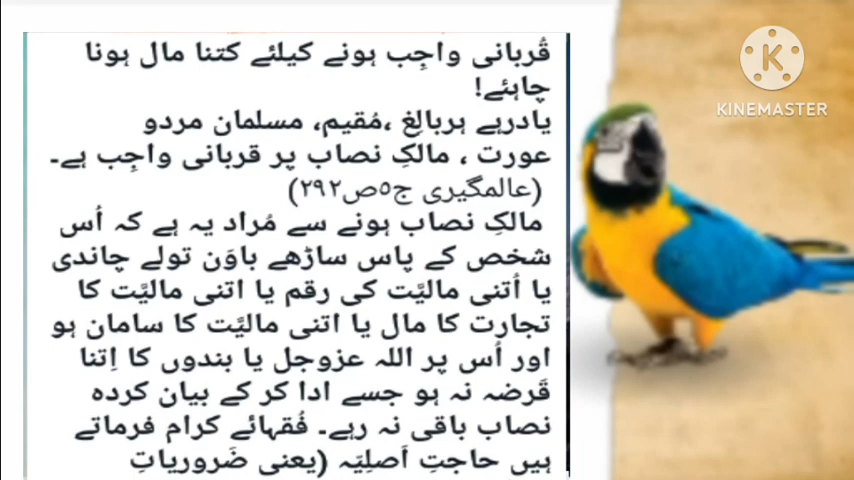 قُربانی واجِب ہونے کیلئے کتنا مال ہونا
چاہئے!
یادرہے ہربالِغ ،مُقیم، مسلمان مردو
عورت ، مالکِ نصاب پر قربانی واجِب ہے۔
(عالمگیری ج۵ص۲۹۲)
مالکِ نصاب ہونے سے مُراد یہ ہے کہ اُس
شخص کے پاس ساڑھے باوَن تولے چاندی
یا اُتنی مالیَّت کی رقم یا اتنی مالیَّت کا
تجارت کا مال یا اتنی مالیَّت کا سامان ہو
اور اُس پر اللہ عزوجل یا بندوں کا اِتنا
قَرضہ نہ ہو جسے ادا کر کے بیان کردہ
نصاب باقی نہ رہے۔ فُقہائے کرام فرماتے
ہیں حاجتِ اَصلِیّہ (یعنی ضَروریاتِ
K
KINEMASTER